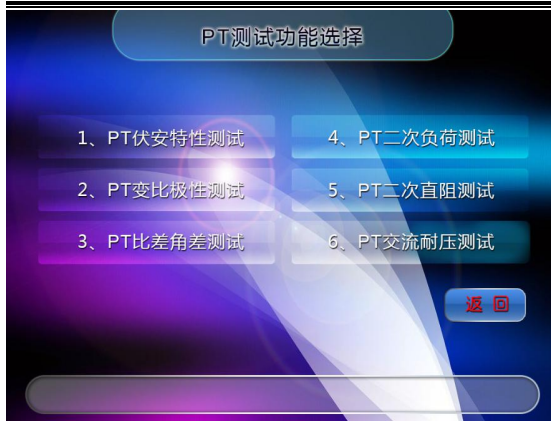 PT测试功能选择
1、PT伏安特性测试
2、PT变比极性测试
3、PT比差角差测试
4、PT二次负荷测试
5、PT二次直阻测试
6、PT交流耐压测试
返 回